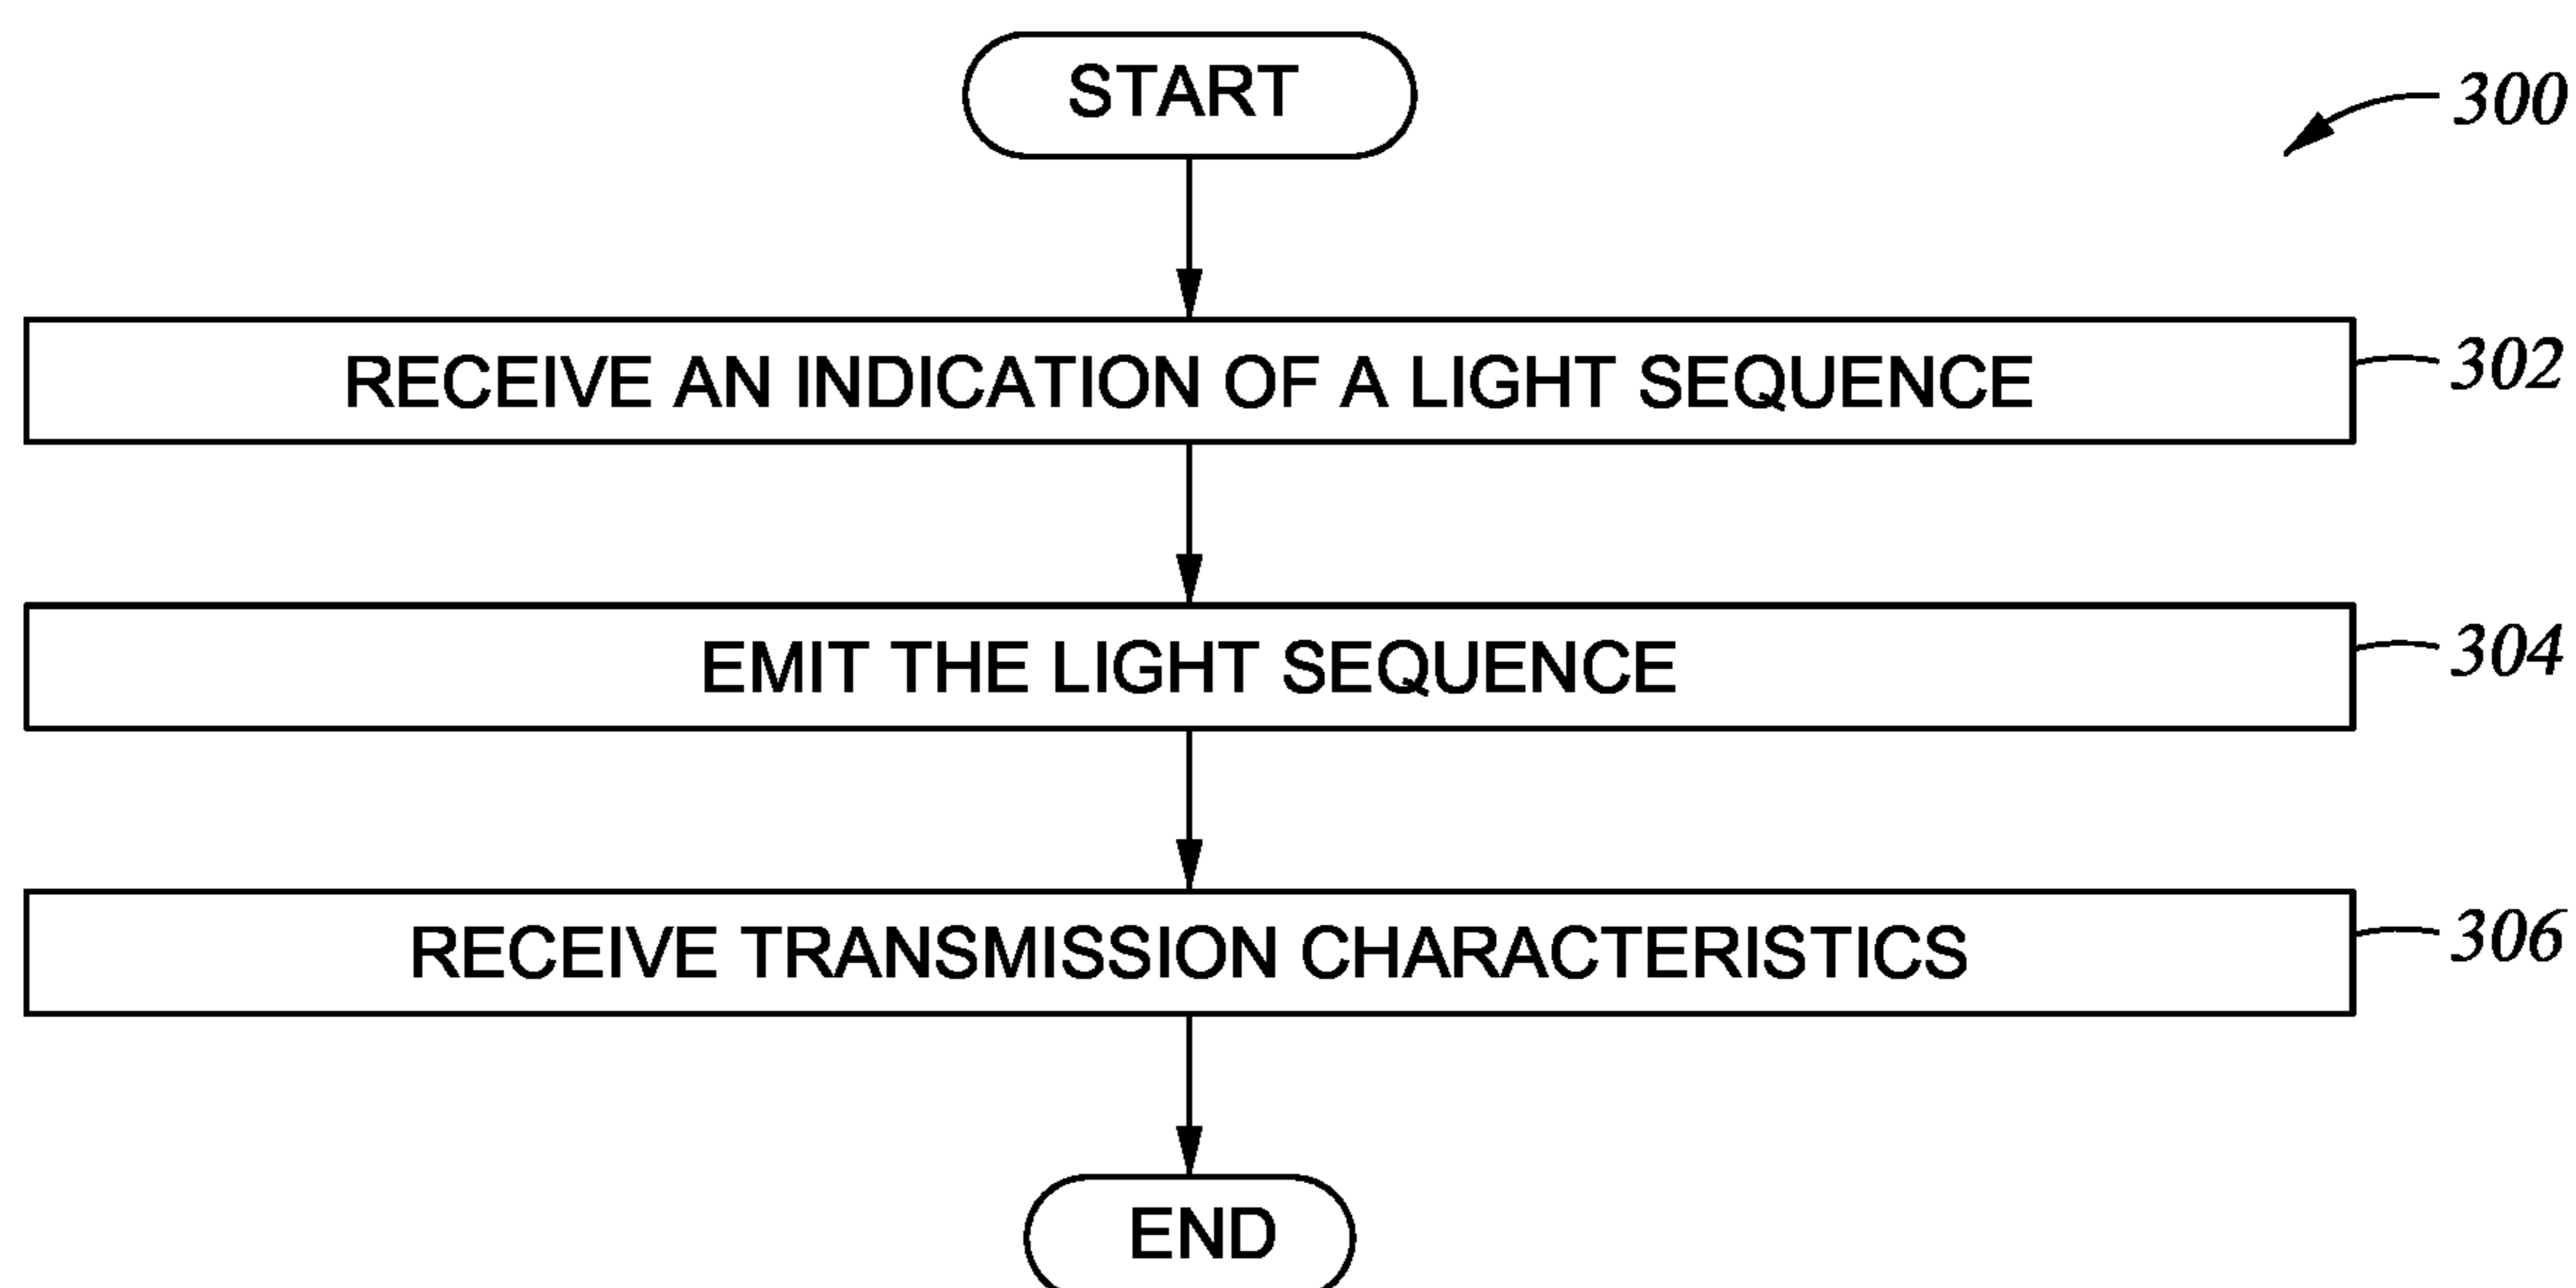 START
300
RECEIVE AN INDICATION OF A LIGHT SEQUENCE
302
EMIT THE LIGHT SEQUENCE
304
RECEIVE TRANSMISSION CHARACTERISTICS
306
END